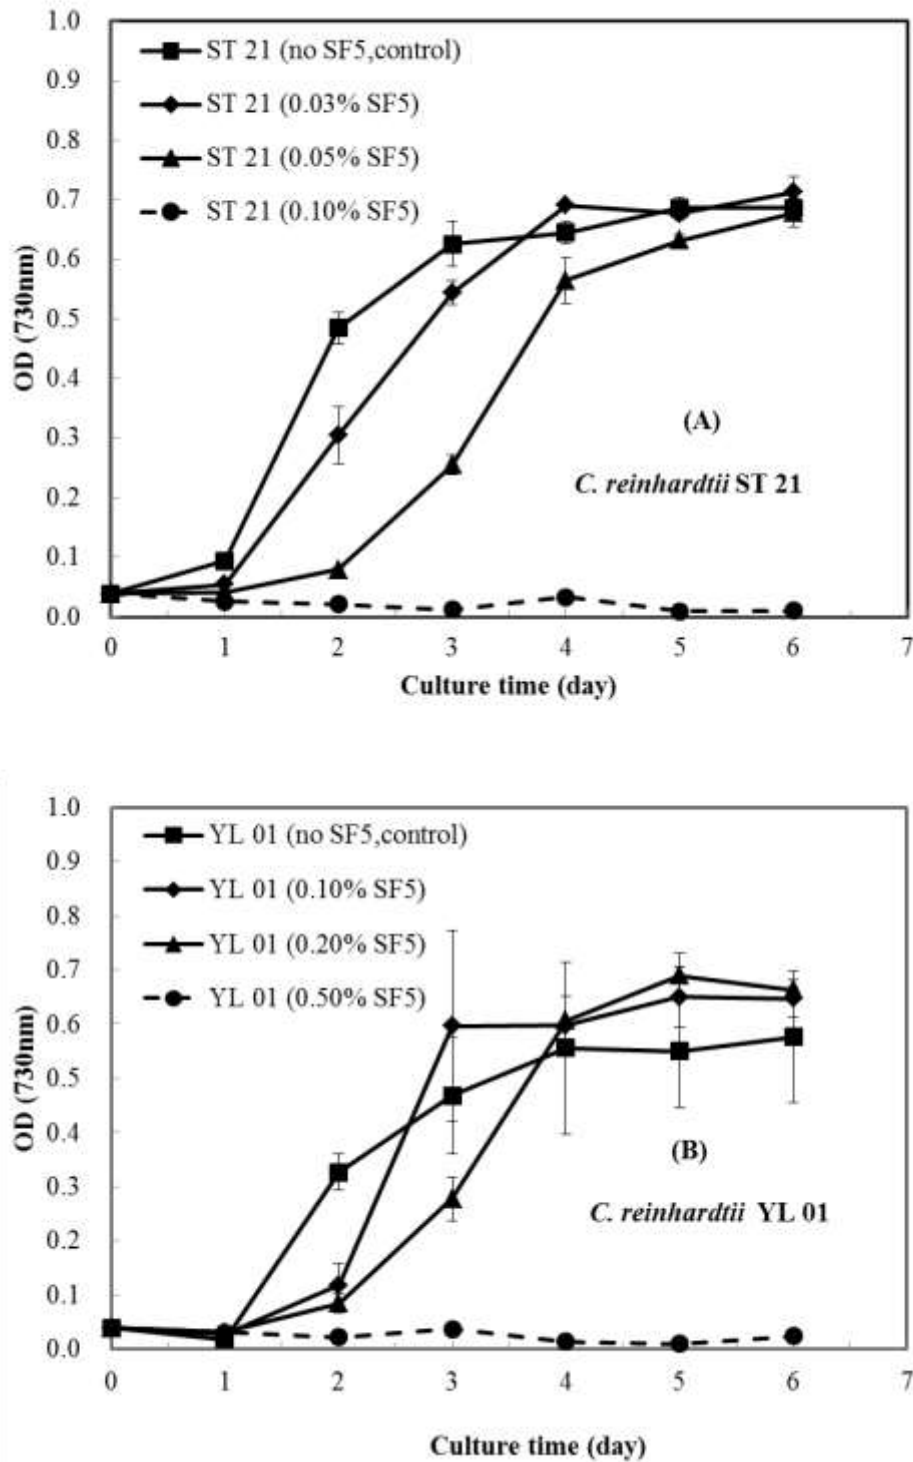 1.0
ST 21 (no SF5,control)
0.9
ST 21 (0.03% SF5)
0.8
ST 21 (0.05% SF5)
0.7
ST 21 (0.10% SF5)
0.6
0.5
0.4
0.3
0.2
0.1
0.0
OD (730nm)
(A)
C. reinhardtii ST 21
0 1 2 3 4 5 6 7
Culture time (day)
1.0
YL 01 (no SF5,control)
0.9
YL 01 (0.10% SF5)
0.8
YL 01 (0.20% SF5)
0.7
YL 01 (0.50% SF5)
0.6
0.5
0.4
0.3
0.2
0.1
0.0
OD (730nm)
(B)
C. reinhardtii YL 01
0 1 2 3 4 5 6 7
Culture time (day)